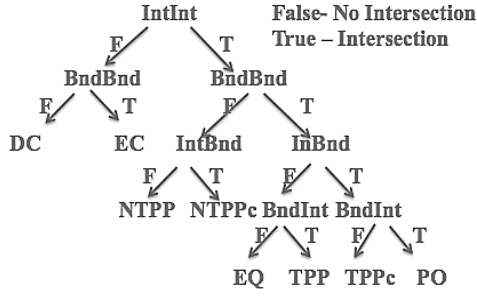 IntInt
False- No Intersection
True – Intersection
F
T
BndBnd
BndBnd
F
T
F
T
DC
EC
IntBnd
InBnd
F
T
F
T
NTPP
NTPPc
BndInt
BndInt
F
T
F
T
EQ
TPP
TPPc
PO